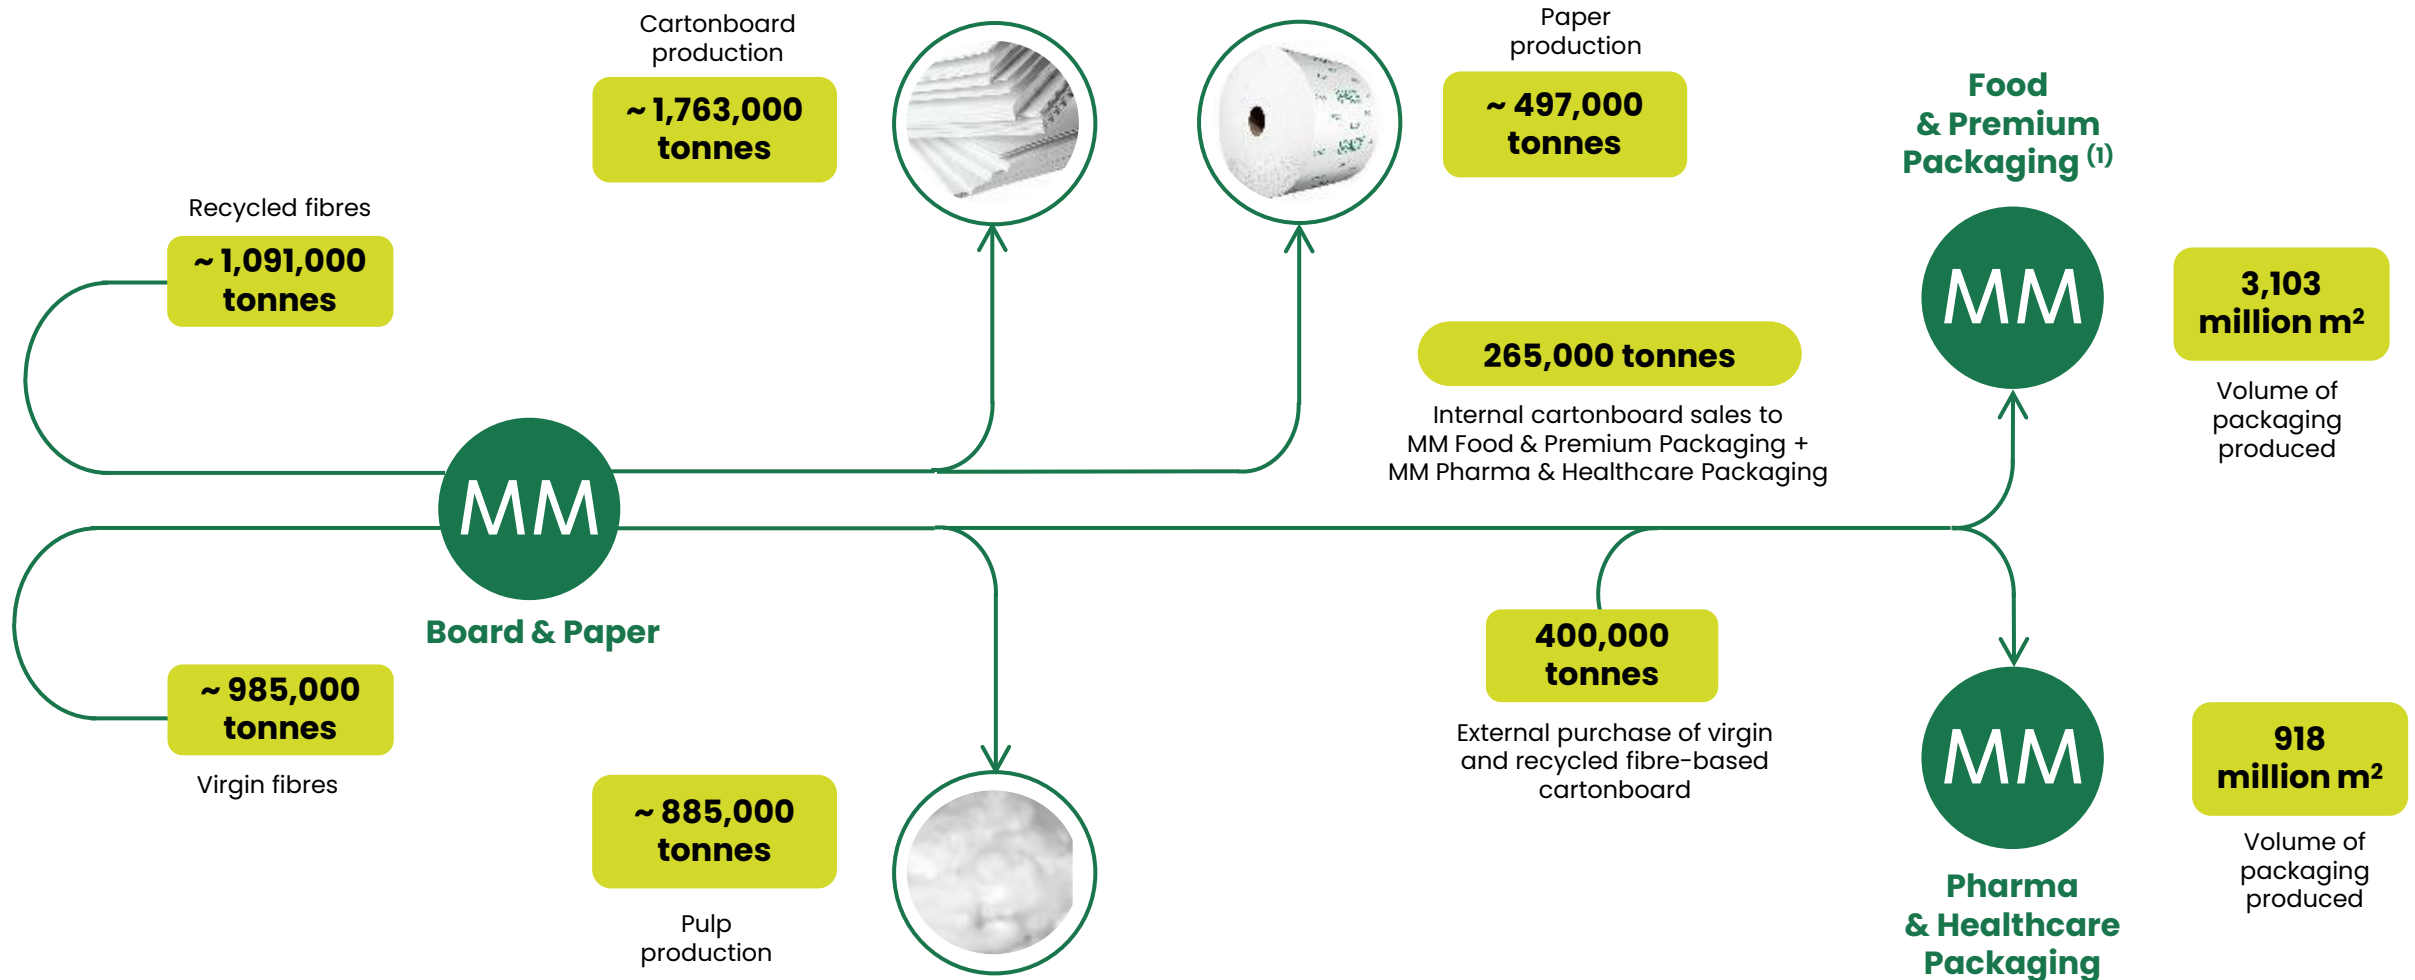 Cartonboard
production
~ 1,763,000
tonnes
Paper
production
~ 497,000
tonnes
Food
& Premium
Packaging (1)
Recycled fibres
~ 1,091,000
tonnes
MM
3,103
million m²
Volume of
packaging
produced
265,000 tonnes
Internal cartonboard sales to
MM Food & Premium Packaging +
MM Pharma & Healthcare Packaging
MM
Board & Paper
~ 985,000
tonnes
Virgin fibres
400,000
tonnes
External purchase of virgin
and recycled fibre-based
cartonboard
~ 885,000
tonnes
Pulp
production
MM
918
million m²
Volume of
packaging
produced
Pharma
& Healthcare
Packaging